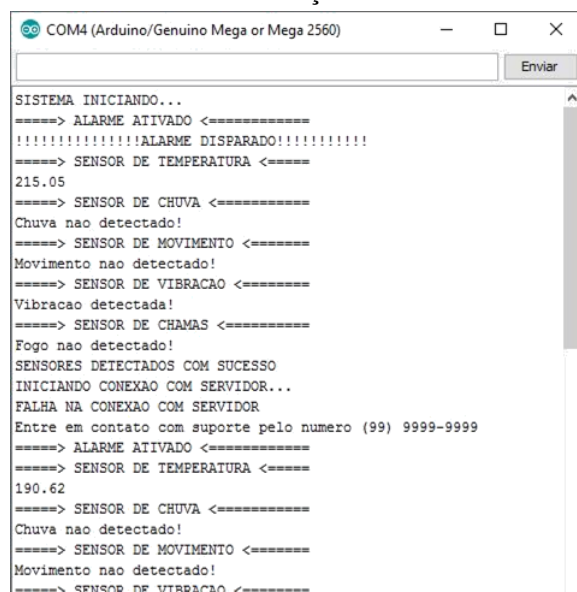 COM4 (Arduino/Genuino Mega or Mega 2560)
Enviar
SISTEMA INICIANDO...
=====> ALARME ATIVADO <============
!!!!!!!!!!!!!!!ALARME DISPARADO!!!!!!!!!!!
=====> SENSOR DE TEMPERATURA <=====
215.05
=====> SENSOR DE CHUVA <===========
Chuva nao detectado!
=====> SENSOR DE MOVIMENTO <=======
Movimento nao detectado!
=====> SENSOR DE VIBRACAO <========
Vibracao detectada!
=====> SENSOR DE CHAMAS <==========
Fogo nao detectado!
SENSORES DETECTADOS COM SUCESSO
INICIANDO CONEXAO COM SERVIDOR...
FALHA NA CONEXAO COM SERVIDOR
Entre em contato com suporte pelo numero (99) 9999-9999
=====> ALARME ATIVADO <============
=====> SENSOR DE TEMPERATURA <=====
190.62
=====> SENSOR DE CHUVA <===========
Chuva nao detectado!
=====> SENSOR DE MOVIMENTO <=======
Movimento nao detectado!
=====> SENSOR DE VIBRACAO <========